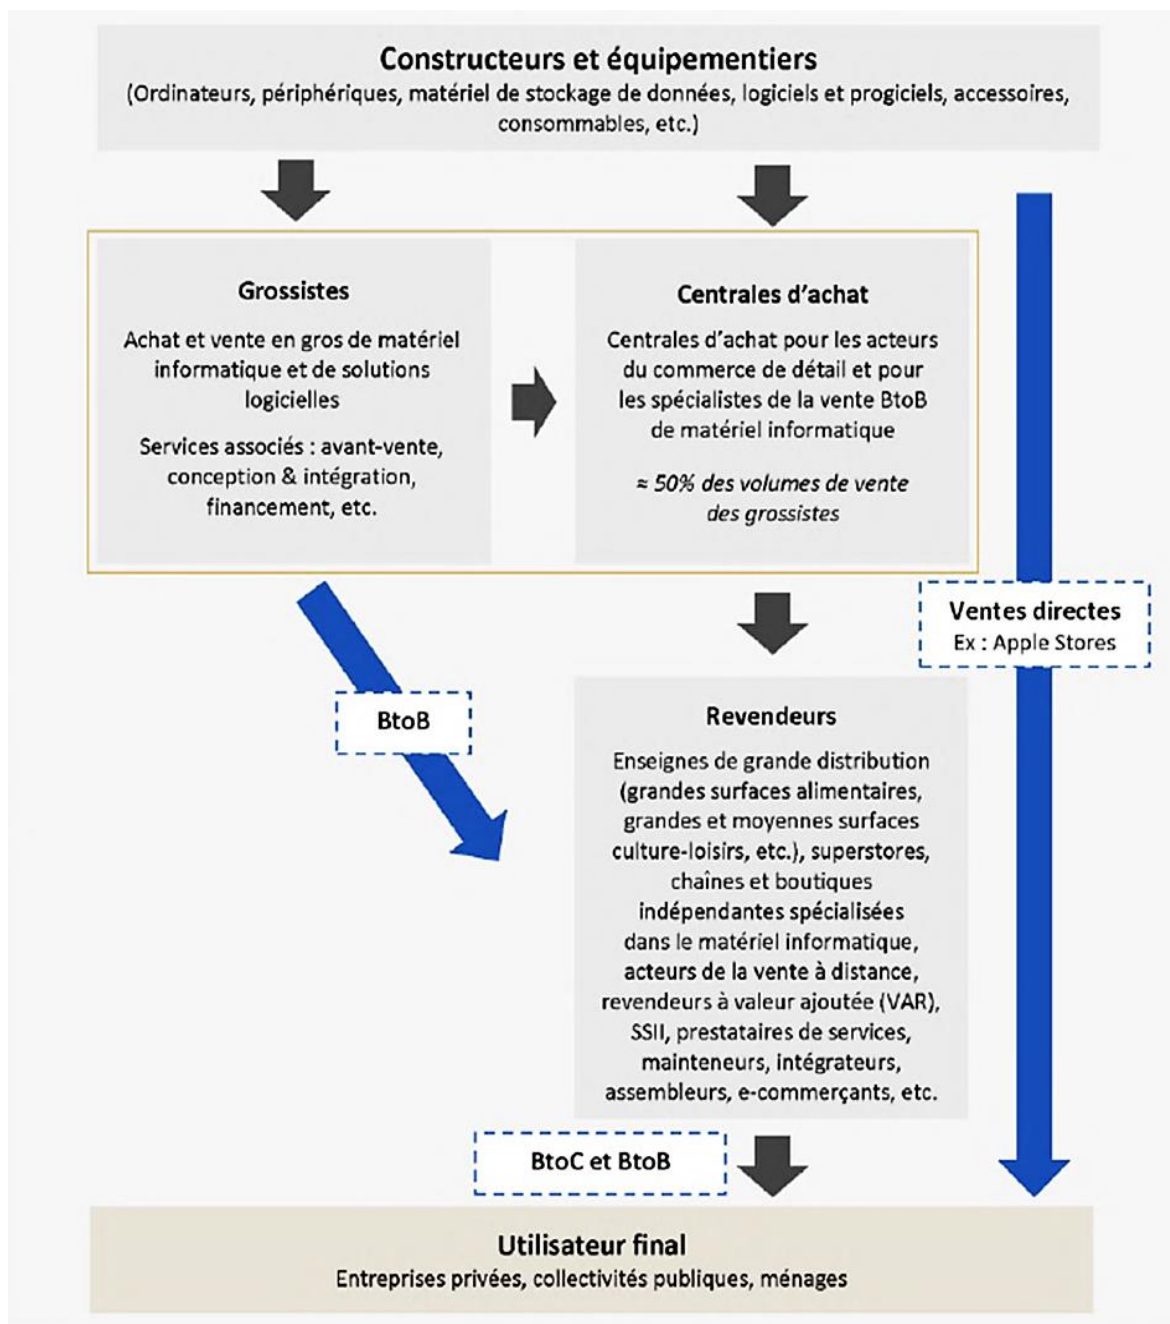 Constructeurs et équipementiers
(Ordinateurs, périphériques, matériel de stockage de données, logiciels et progiciels, accessoires,
consommables, etc.)
Grossistes
Achat et vente en gros de matériel
informatique et de solutions
logicielles
Services associés : avant-vente,
conception & intégration,
financement, etc.
Centrales d'achat
Centrales d'achat pour les acteurs
du commerce de détail et pour
les spécialistes de la vente BtoB
de matériel informatique
≈ 50% des volumes de vente
des grossistes
Ventes directes
Ex : Apple Stores
BtoB
Revendeurs
Enseignes de grande distribution
(grandes surfaces alimentaires,
grandes et moyennes surfaces
culture-loisirs, etc.), superstores,
chaînes et boutiques
indépendantes spécialisées
dans le matériel informatique,
acteurs de la vente à distance,
revendeurs à valeur ajoutée (VAR),
SSII, prestataires de services,
mainteneurs, intégrateurs,
assembleurs, e-commerçants, etc.
BtoC et BtoB
Utilisateur final
Entreprises privées, collectivités publiques, ménages